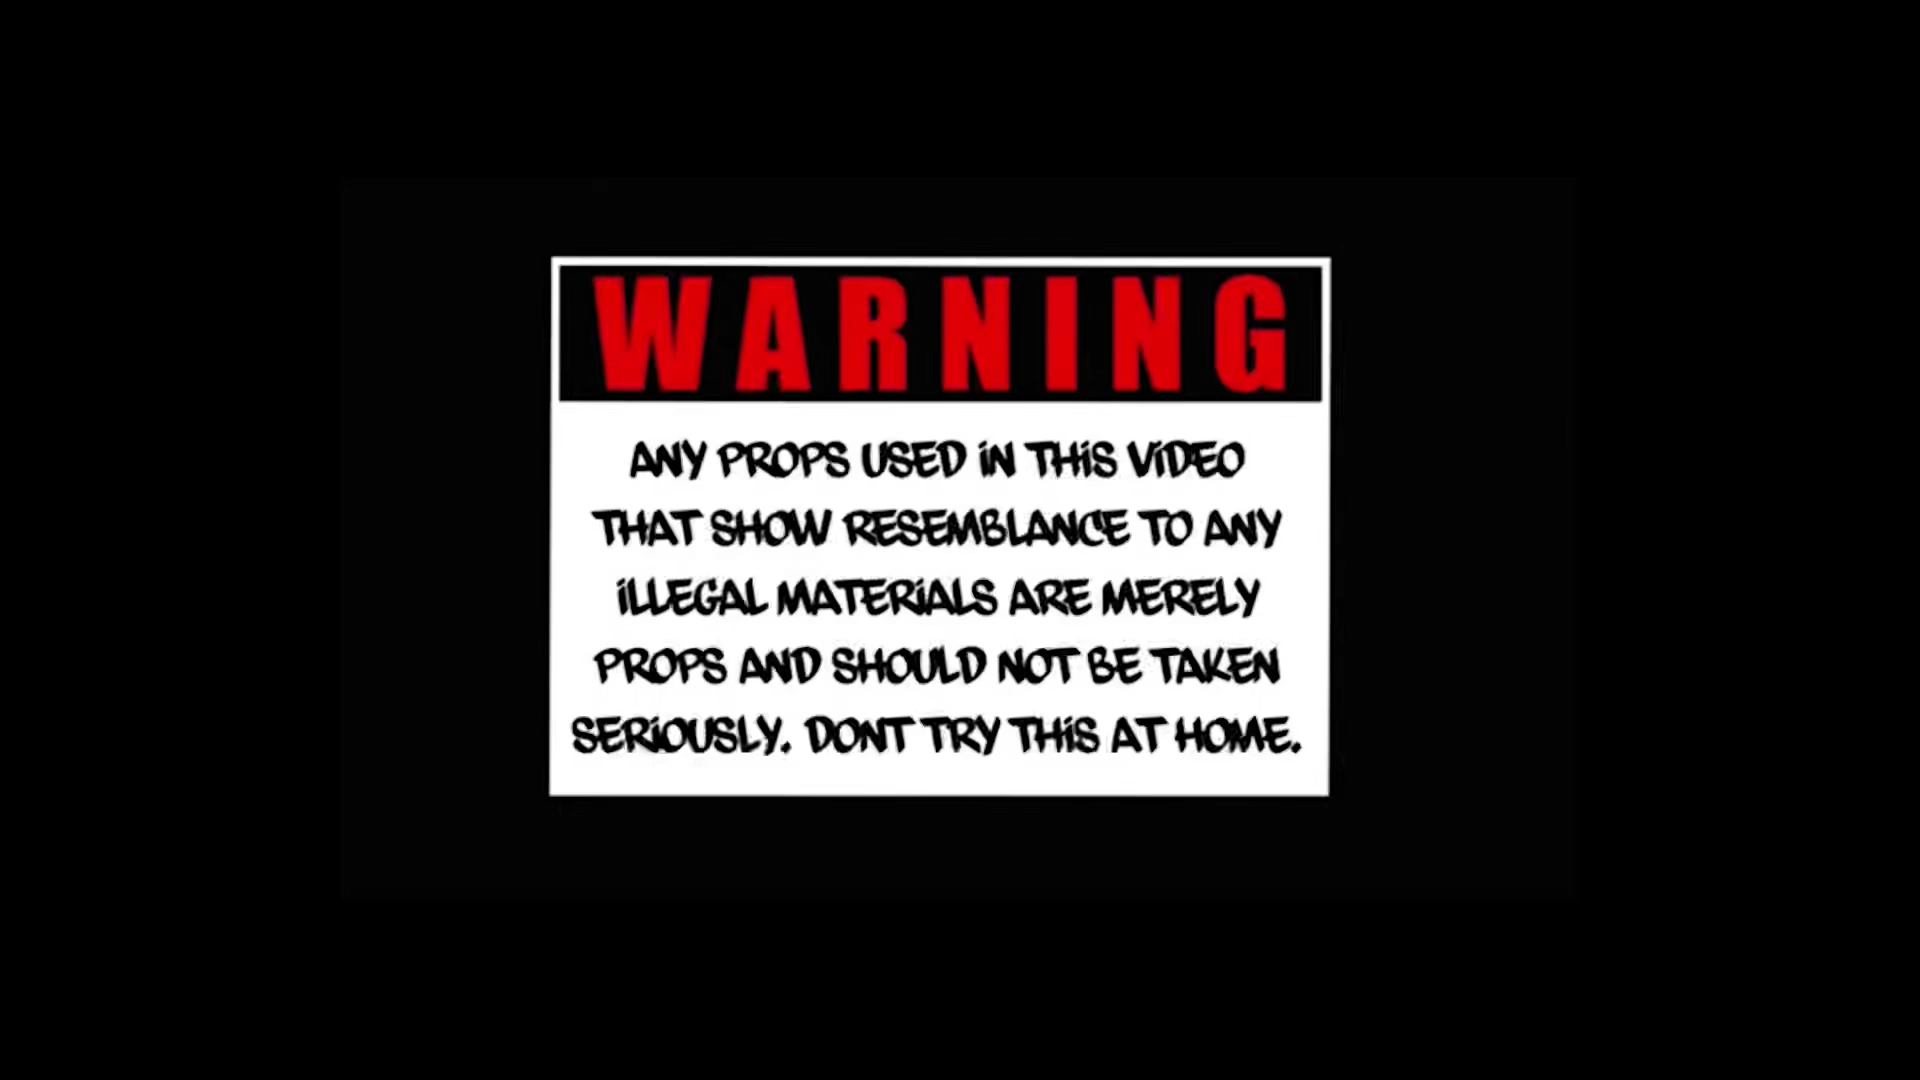 WARNING
ANY PROPS USED iN THiS ViDEO
THAT SHOW RESEMBLANCE TO ANY
iLLEGAL MATERiALS ARE MERELY
PROPS AND SHOULD NOT BE TAKEN
SERiOUSLY. DONT TRY THiS AT HOME.